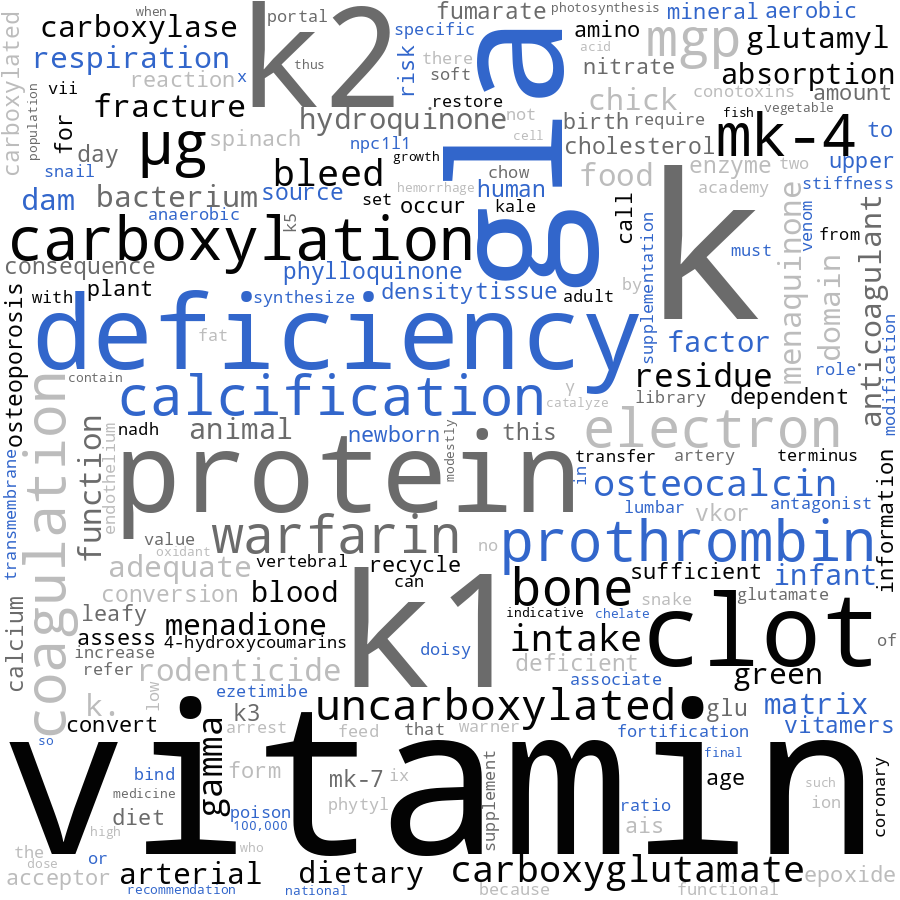 when
photosynthesis
portal
fumarate
mineral
aerobic
carboxylase
k2
specific
amino
mgp
glutamyl
carboxylated
respiration
thus
risk
there
acid
nitrate
absorption
reaction
x
soft
gla
vii
chick
conotoxins
amount
population
fracture
restore
not
fish
vegetable
for
µg
spinach
hydroquinone
cell
birth
require
mk-4
to
day
npc1l1
growth
cholesterol
enzyme
two
upper
snail
bleed
chow
food
k
academy
stiffness
dam
bacterium
source
hemorrhage
human
set
occur
kale
call
menaquinone
venom
anaerobic
k5
carboxylation
supplementation
must
from
anticoagulant
consequence
phylloquinone
domain
with
plant
synthesize
density
tissue
adult
by
osteoporosis
deficiency
fat
factor
modification
role
contain
calcification
γ
catalyze
residue
library
dependent
coagulation
nadh
animal
newborn
modestly
this
electron
function
endothelium
protein
transfer
artery
terminus
transmembrane
in
osteocalcin
information
warfarin
lumbar
vkor
antagonist
value
oxidant
no
prothrombin
adequate
vertebral
recycle
can
bone
sufficient
infant
calcium
conversion
blood
k1
snake
glutamate
leafy
menadione
indicative
chelate
clot
assess
4-hydroxycoumarins
doisy
intake
of
increase
refer
rodenticide
deficient
green
low
ezetimibe
associate
k.
k3
uncarboxylated
glu
matrix
convert
gamma
arrest
feed
that
warner
fortification
vitamers
so
vitamin
final
bind
form
mk-7
ix
supplement
age
such
coronary
medicine
phytyl
ratio
ion
diet
poison
100,000
ais
high
who
the
or
dose
acceptor
arterial
dietary
carboxyglutamate
epoxide
recommendation
national
because
functional